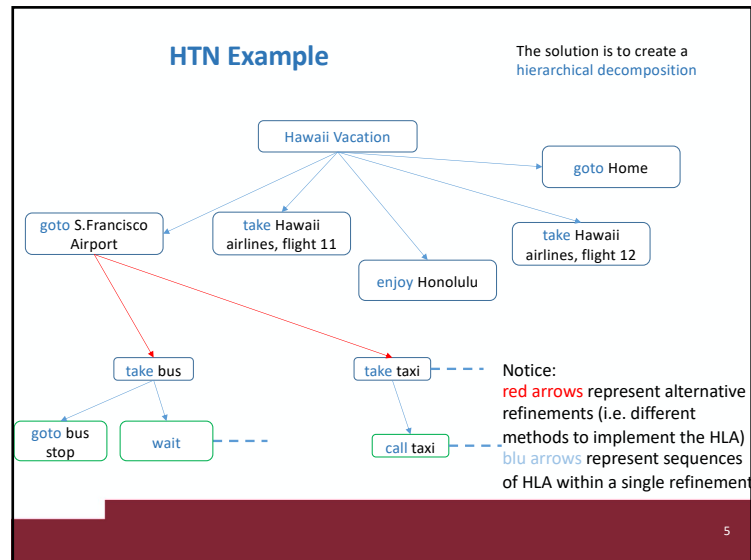 HTN Example
The solution is to create a
hierarchical decomposition
Hawaii Vacation
goto Home
goto S.Francisco
Airport
take Hawaii
airlines, flight 11
take Hawaii
airlines, flight 12
enjoy Honolulu
take bus
take taxi
goto bus
stop
wait
call taxi
Notice:
red arrows represent alternative
refinements (i.e. different
methods to implement the HLA)
blu arrows represent sequences
of HLA within a single refinement
5